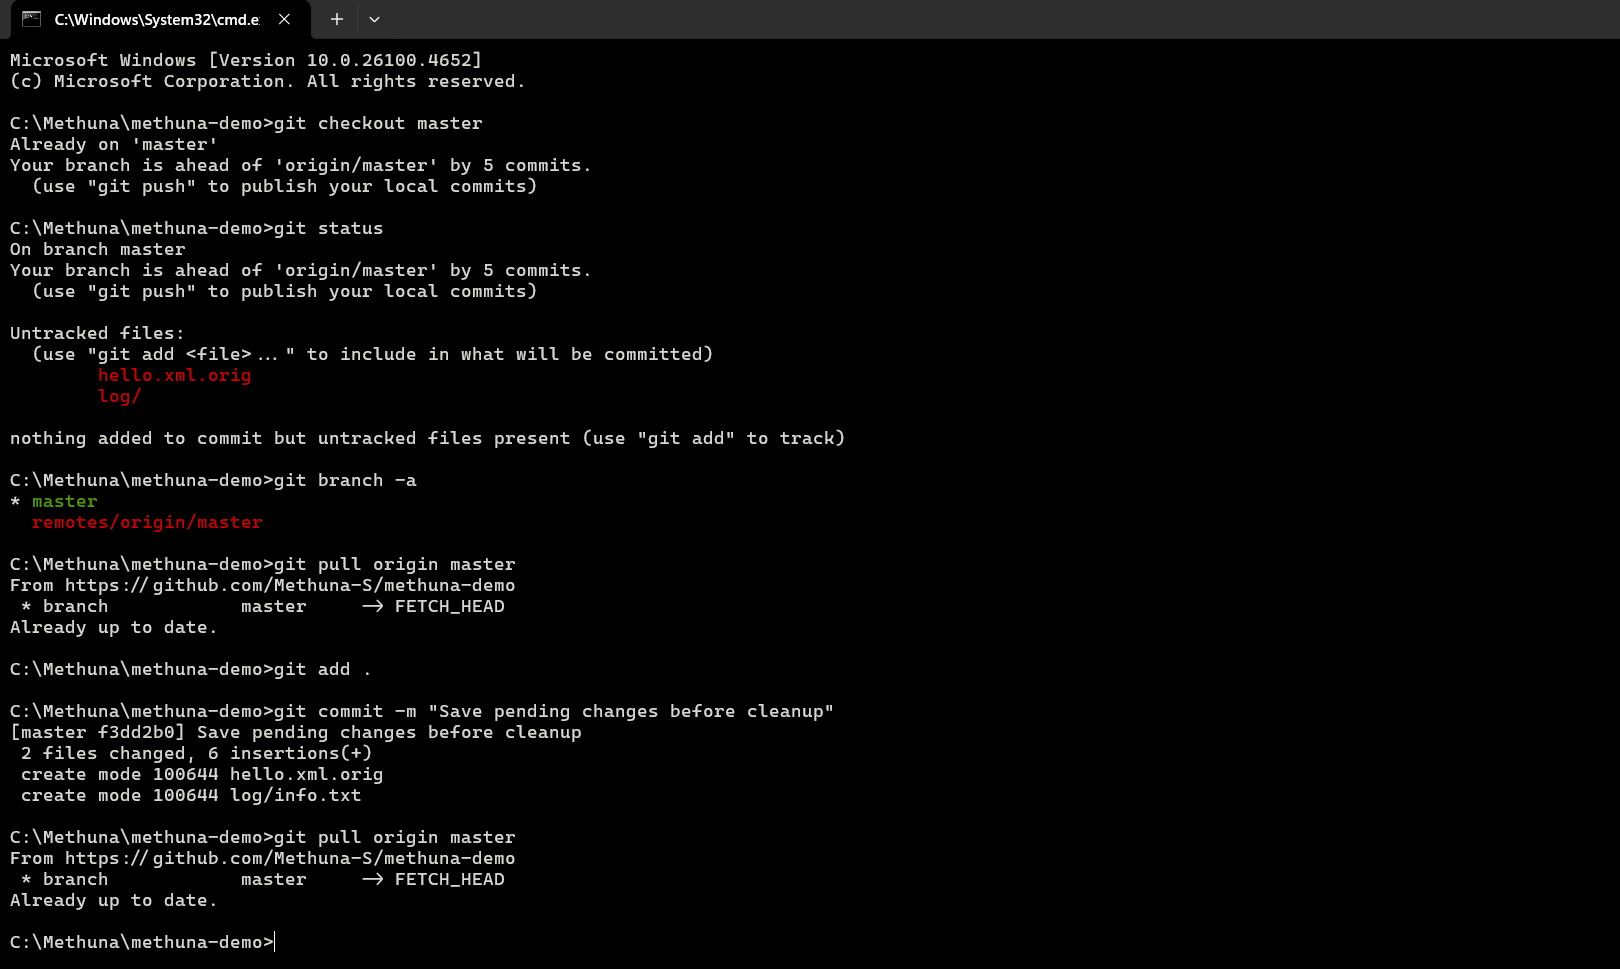 C:\Windows\System32\cmd.e
Microsoft Windows [Version 10.0.26100.4652]
(c) Microsoft Corporation. All rights reserved.
C:\Methuna\methuna-demo>git checkout master
Already on 'master'
Your branch is ahead of 'origin/master' by 5 commits.
  (use "git push" to publish your local commits)
C:\Methuna\methuna-demo>git status
On branch master
Your branch is ahead of 'origin/master' by 5 commits.
  (use "git push" to publish your local commits)
Untracked files:
  (use "git add <file>..." to include in what will be committed)
        hello.xml.orig
        log/
nothing added to commit but untracked files present (use "git add" to track)
C:\Methuna\methuna-demo>git branch -a
* master
  remotes/origin/master
C:\Methuna\methuna-demo>git pull origin master
From https://github.com/Methuna-S/methuna-demo
 * branch            master     -> FETCH_HEAD
Already up to date.
C:\Methuna\methuna-demo>git add .
C:\Methuna\methuna-demo>git commit -m "Save pending changes before cleanup"
[master f3dd2b0] Save pending changes before cleanup
 2 files changed, 6 insertions(+)
 create mode 100644 hello.xml.orig
 create mode 100644 log/info.txt
C:\Methuna\methuna-demo>git pull origin master
From https://github.com/Methuna-S/methuna-demo
 * branch            master     -> FETCH_HEAD
Already up to date.
C:\Methuna\methuna-demo>